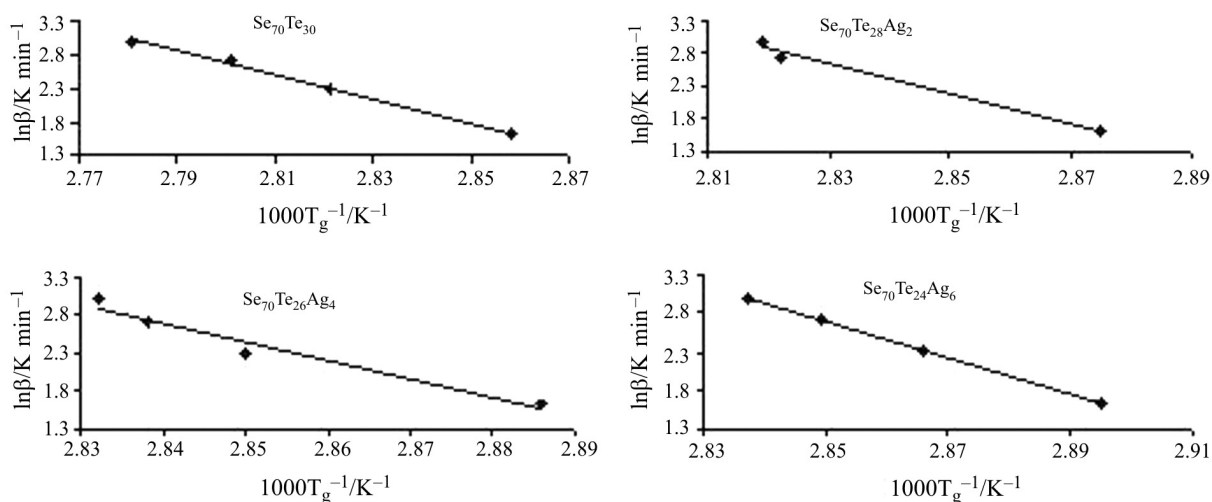 Se₇₀Te₃₀
3.3
2.8
2.3
1.8
1.3
lnβ/K min⁻¹
2.77 2.79 2.81 2.83 2.85 2.87
1000T_g⁻¹/K⁻¹
Se₇₀Te₂₈Ag₂
3.3
2.8
2.3
1.8
1.3
lnβ/K min⁻¹
2.81 2.83 2.85 2.87 2.89
1000T_g⁻¹/K⁻¹
Se₇₀Te₂₆Ag₄
3.3
2.8
2.3
1.8
1.3
lnβ/K min⁻¹
2.83 2.84 2.85 2.86 2.87 2.88 2.89
1000T_g⁻¹/K⁻¹
Se₇₀Te₂₄Ag₆
3.3
2.8
2.3
1.8
1.3
lnβ/K min⁻¹
2.83 2.85 2.87 2.89 2.91
1000T_g⁻¹/K⁻¹